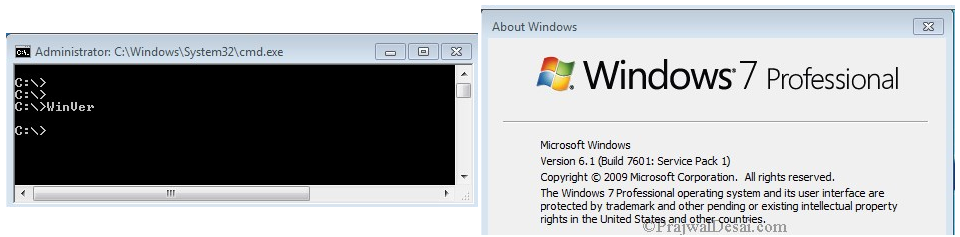 Administrator: C:\Windows\System32\cmd.exe
C:\>
C:\>
C:\>WinVer
C:\>
About Windows
Windows 7 Professional
Microsoft Windows
Version 6.1 (Build 7601: Service Pack 1)
Copyright © 2009 Microsoft Corporation. All rights reserved.
The Windows 7 Professional operating system and its user interface are
protected by trademark and other pending or existing intellectual property
rights in the United States and other countries.
©PrajwalDesai.com